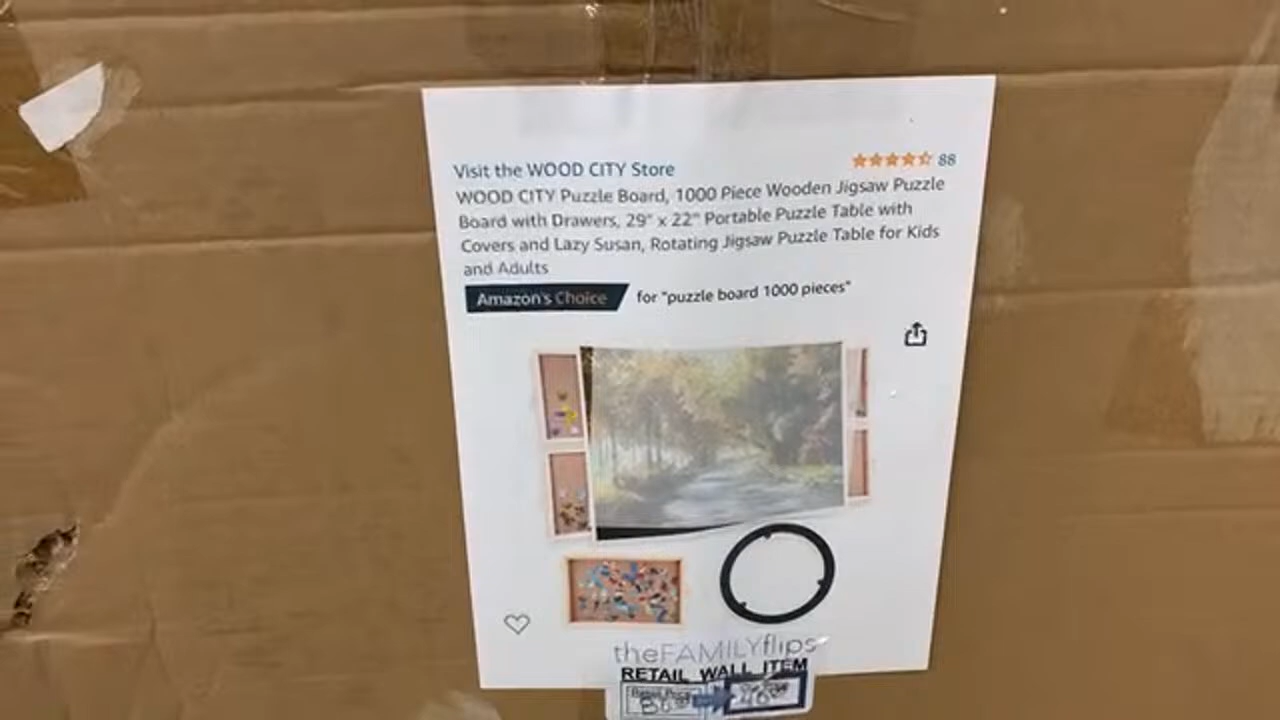 Visit the WOOD CITY Store
88
WOOD CITY Puzzle Board, 1000 Piece Wooden Jigsaw Puzzle
Board with Drawers, 29" x 22" Portable Puzzle Table with
Covers and Lazy Susan, Rotating Jigsaw Puzzle Table for Kids
and Adults
Amazon's Choice for "puzzle board 1000 pieces"
theFAMILYflips
RETAIL WALL ITEM
Retail Price